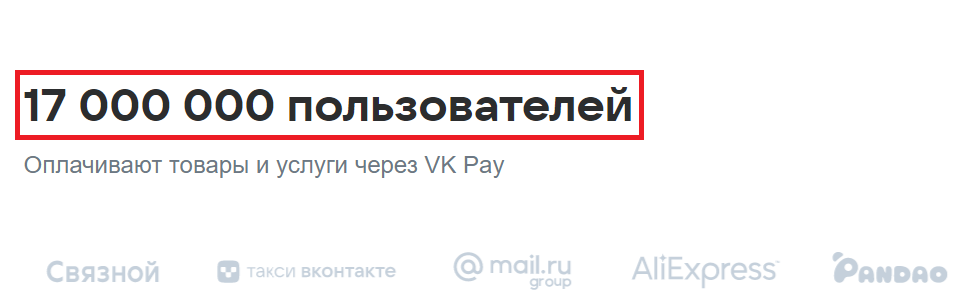 17 000 000 пользователей
Оплачивают товары и услуги через VK Pay
Связной
такси вконтакте
@mail.ru
group
AliExpress
PANDAO